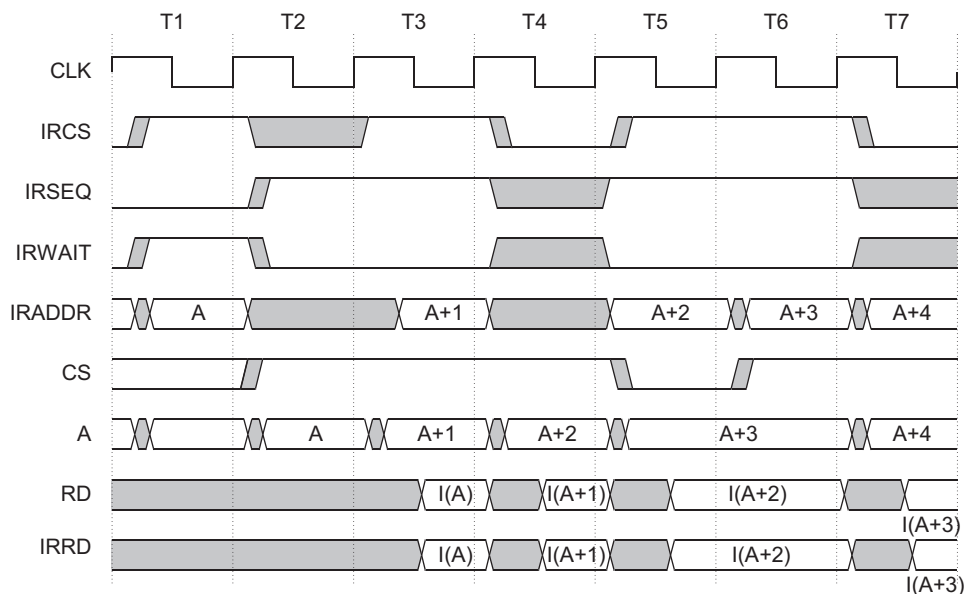 T1 T2 T3 T4 T5 T6 T7
CLK
IRCS
IRSEQ
IRWAIT
IRADDR A A+1 A+2 A+3 A+4
CS
A A A+1 A+2 A+3 A+4
RD I(A) I(A+1) I(A+2) I(A+3)
IRRD I(A) I(A+1) I(A+2) I(A+3)